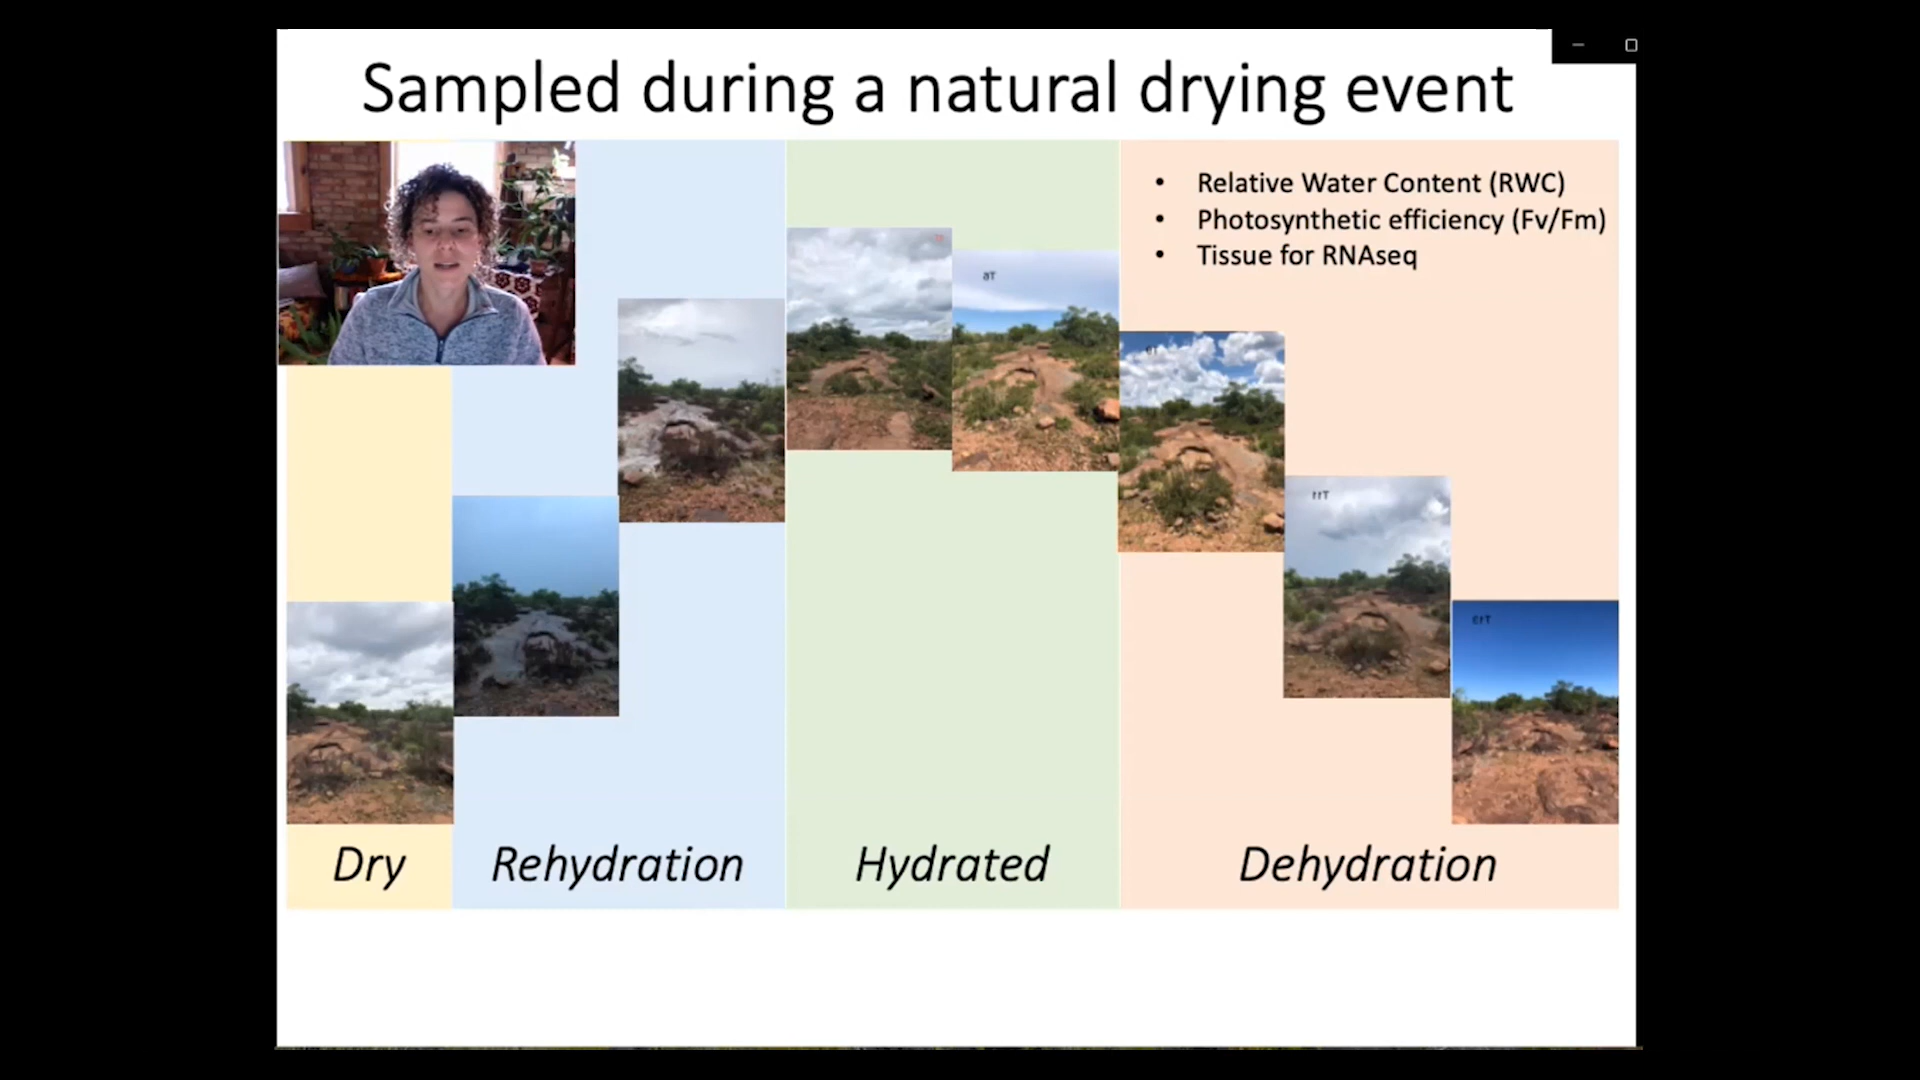 Sampled during a natural drying event
• Relative Water Content (RWC)
• Photosynthetic efficiency (Fv/Fm)
• Tissue for RNAseq
Dry
Rehydration
Hydrated
Dehydration